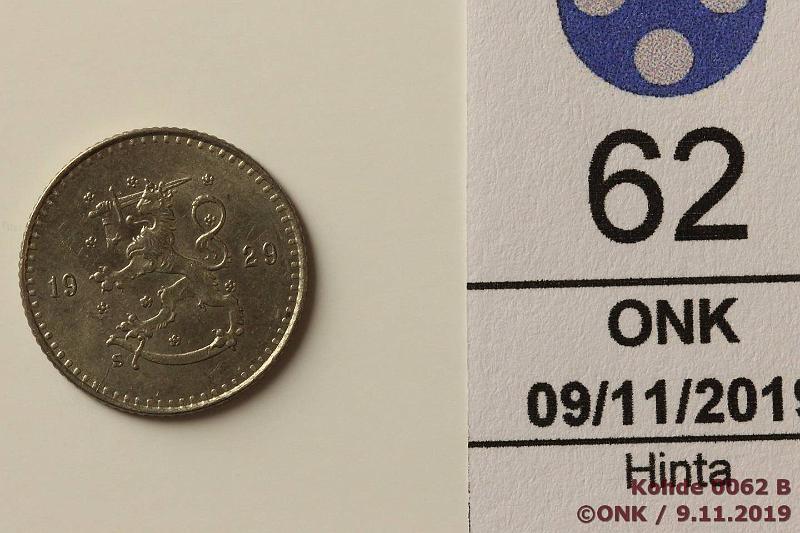 19 29
S
62
ONK
09/11/2019
Hinta
Kohde 0062 B
©ONK / 9.11.2019